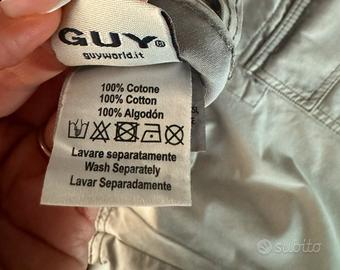 GUY®
guyworld.it
100% Cotone
100% Cotton
100% Algodón
Lavare separatamente
Wash Separately
Lavar Separadamente
subito